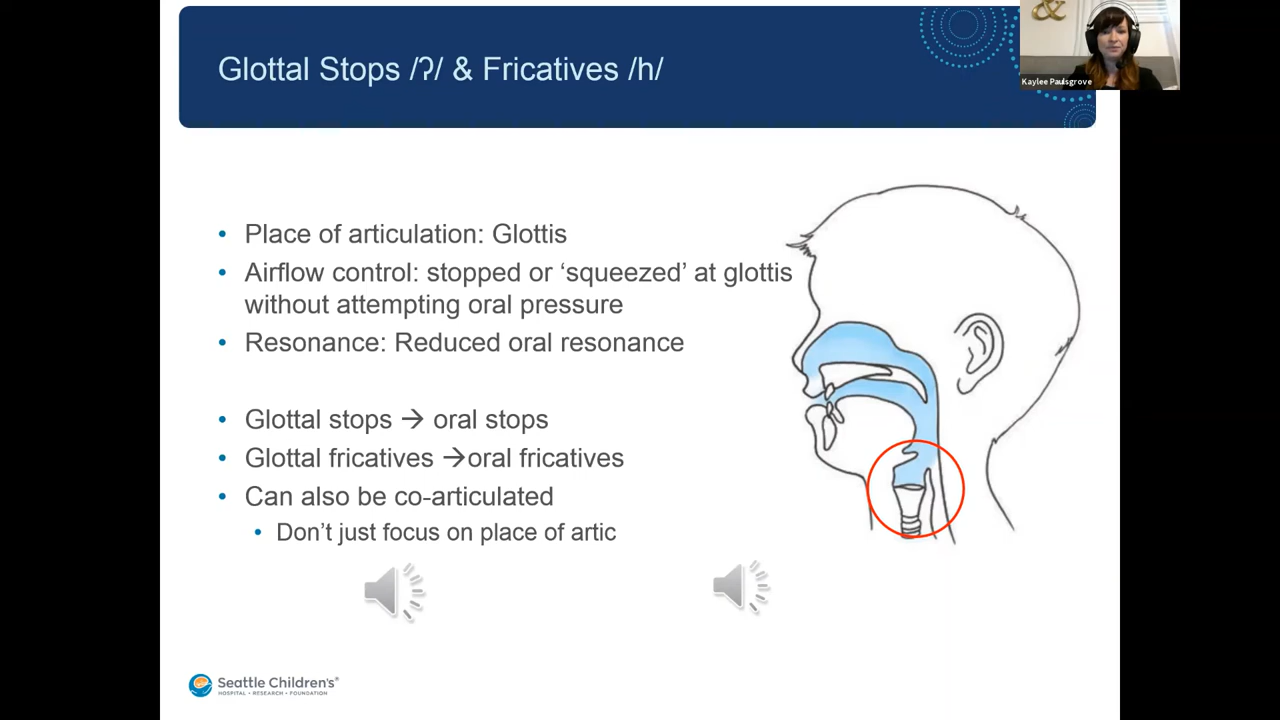 Glottal Stops /ʔ/ & Fricatives /h/
&
Kaylee Paulsgrove
• Place of articulation: Glottis
• Airflow control: stopped or ‘squeezed’ at glottis
without attempting oral pressure
• Resonance: Reduced oral resonance
• Glottal stops → oral stops
• Glottal fricatives →oral fricatives
• Can also be co-articulated
• Don’t just focus on place of artic
Seattle Children’s®
HOSPITAL • RESEARCH • FOUNDATION